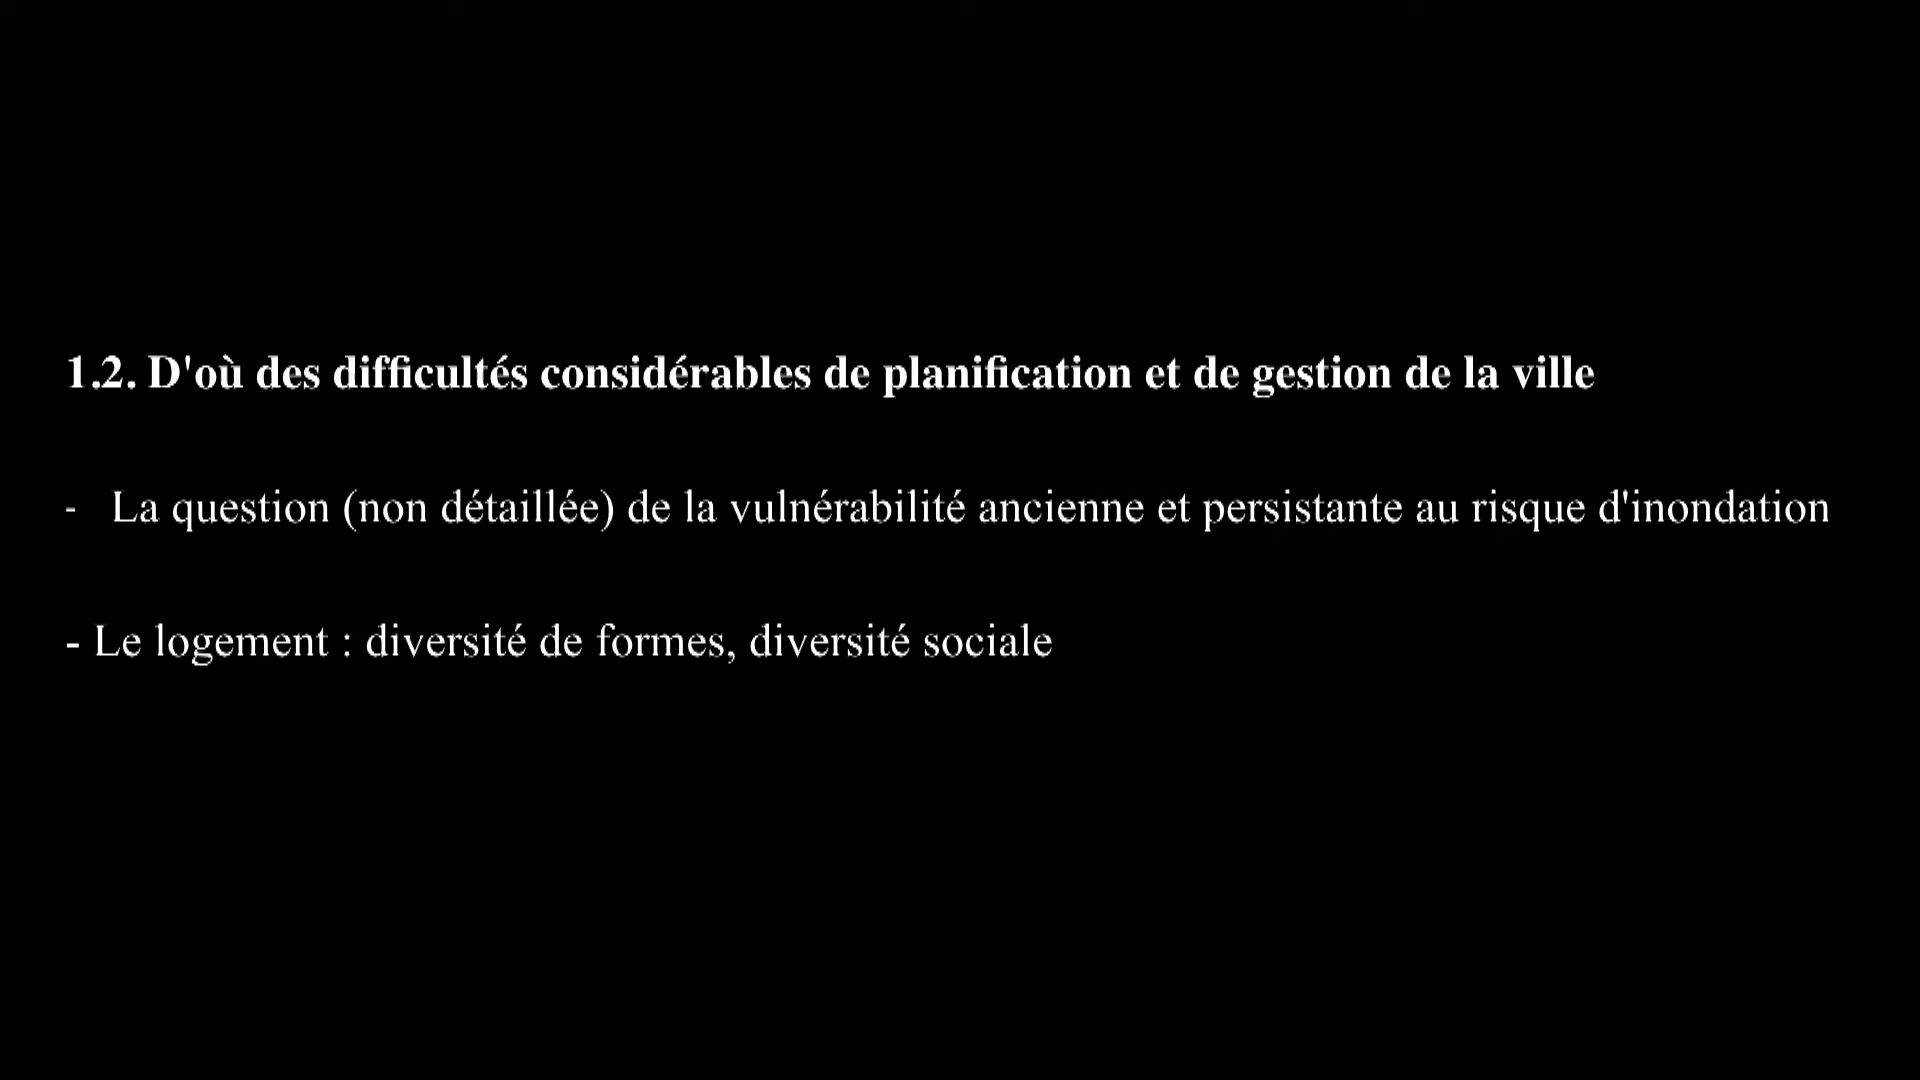 1.2. D'où des difficultés considérables de planification et de gestion de la ville
- La question (non détaillée) de la vulnérabilité ancienne et persistante au risque d'inondation
- Le logement : diversité de formes, diversité sociale